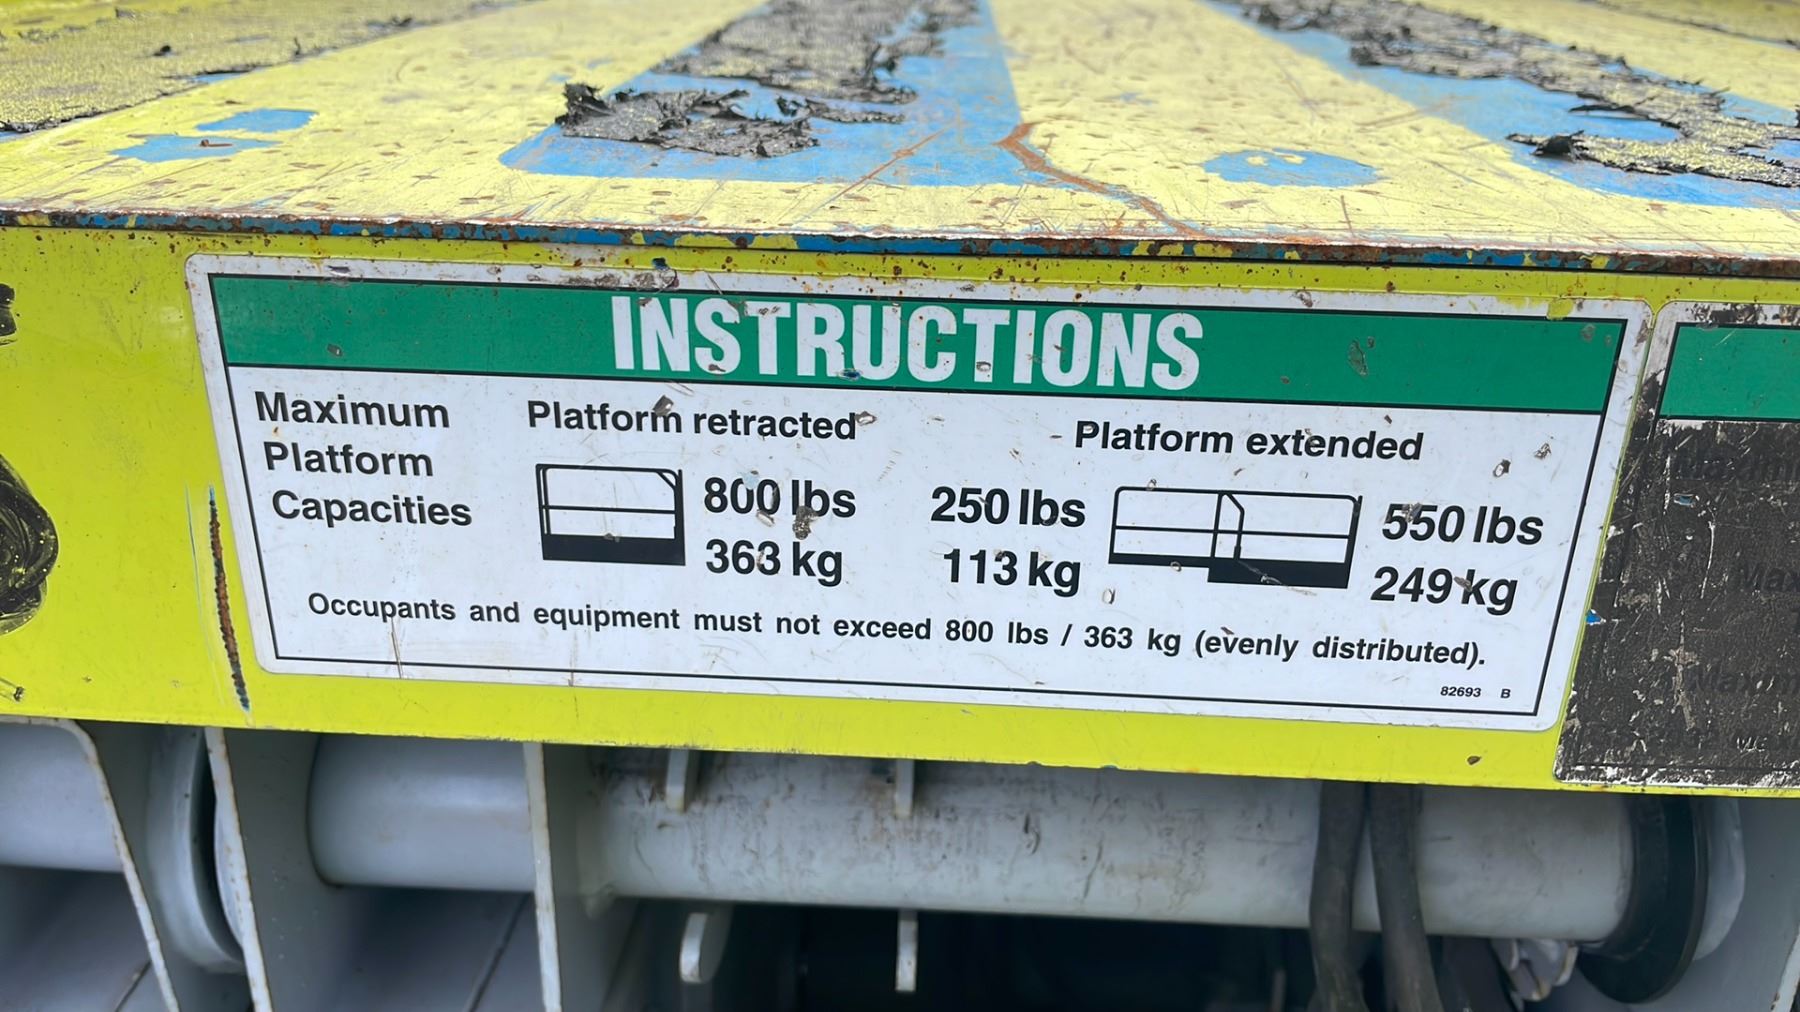 INSTRUCTIONS
Maximum
Platform
Capacities
Platform retracted
800 lbs
363 kg
Platform extended
250 lbs
113 kg
550 lbs
249 kg
Occupants and equipment must not exceed 800 lbs / 363 kg (evenly distributed).
82693 B